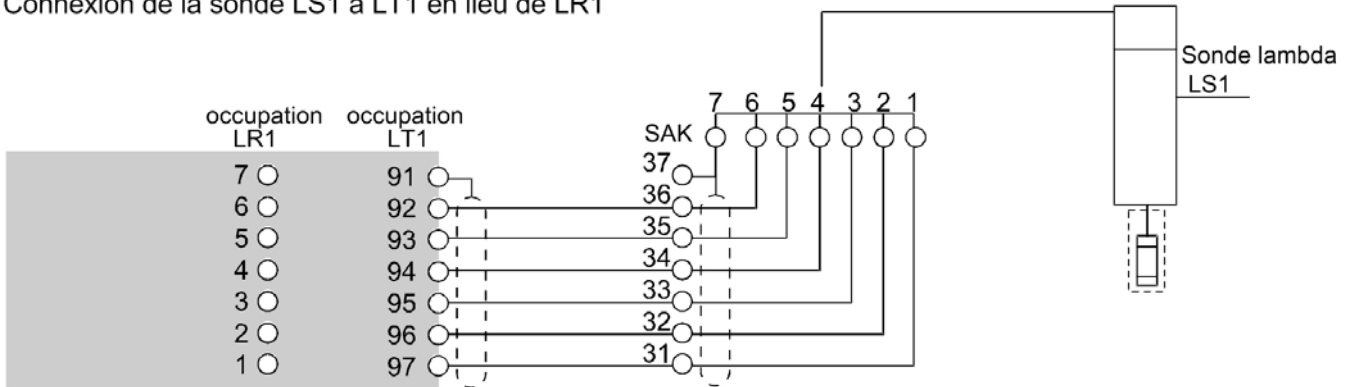 Connexion de la sonde LS1 à LT1 en lieu de LR1
Sonde lambda
LS1
7 6 5 4 3 2 1
occupation occupation
LR1 LT1
SAK
7 91 37
6 92 36
5 93 35
4 94 34
3 95 33
2 96 32
1 97 31